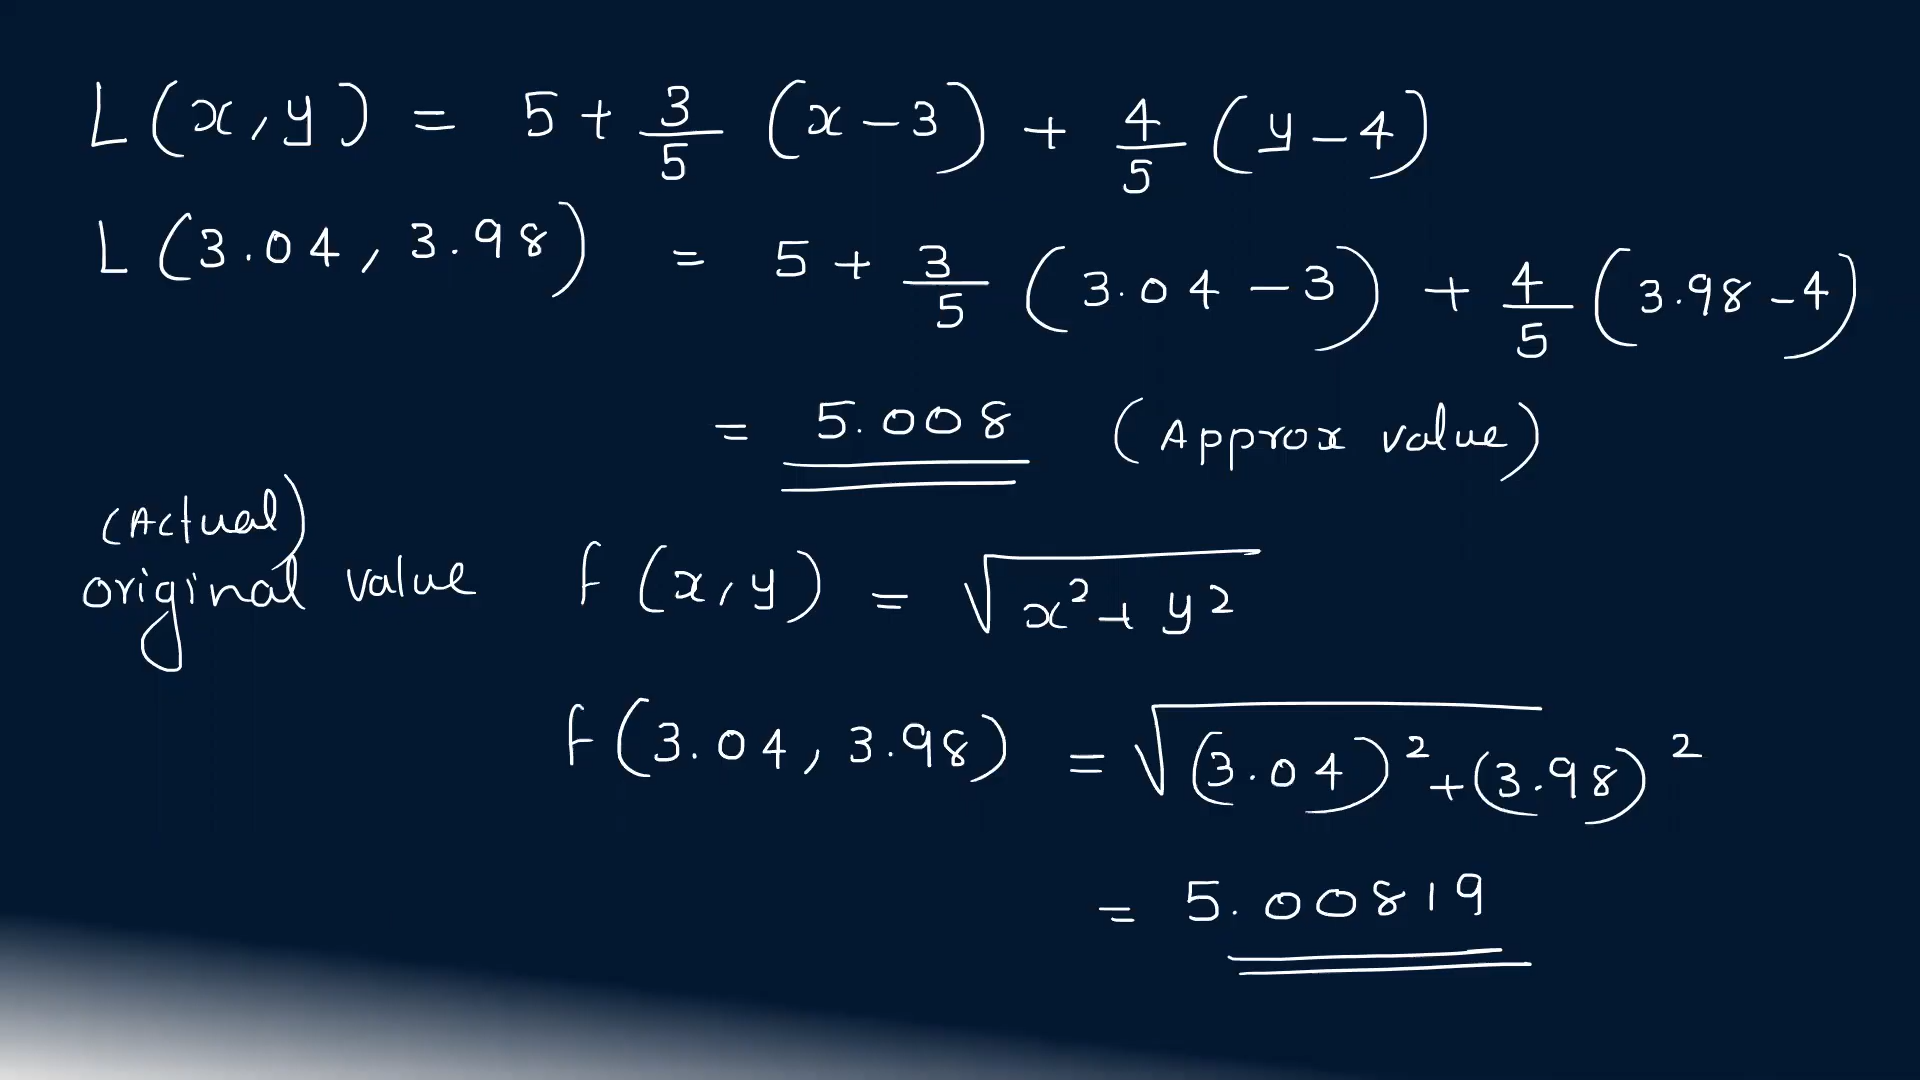 L(x,y) = 5 + 3/5 (x-3) + 4/5 (y-4)
L(3.04, 3.98) = 5 + 3/5 (3.04-3) + 4/5 (3.98-4)
= 5.008 (Approx value)
(Actual)
original value f(x,y) = √(x²+y²)
f(3.04, 3.98) = √((3.04)²+(3.98)²)
= 5.00819